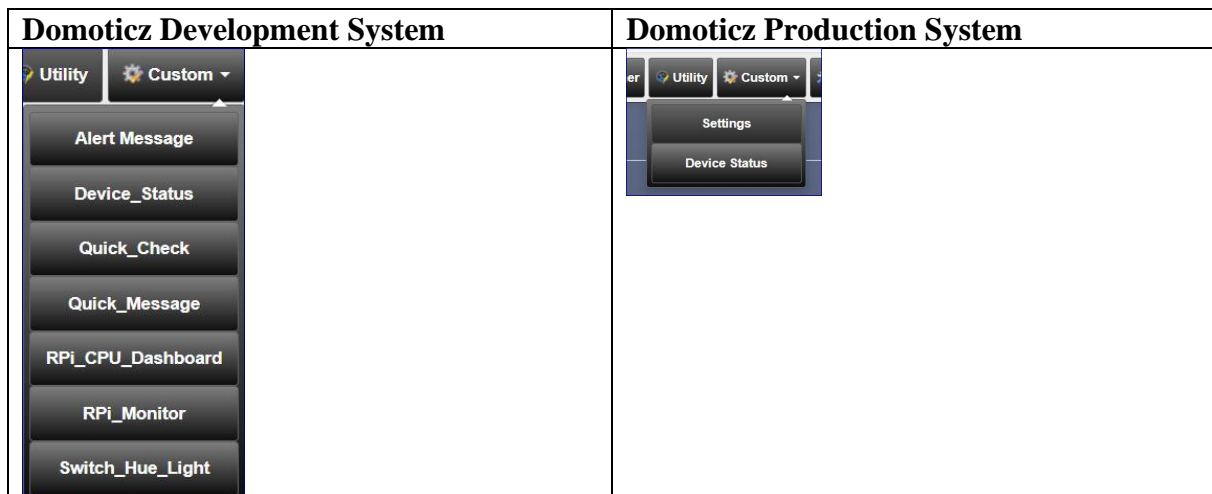 Domoticz Development System
Domoticz Production System
Utility
Custom
Alert Message
Device_Status
Quick_Check
Quick_Message
RPi_CPU_Dashboard
RPi_Monitor
Switch_Hue_Light
er
Utility
Custom
Settings
Device Status